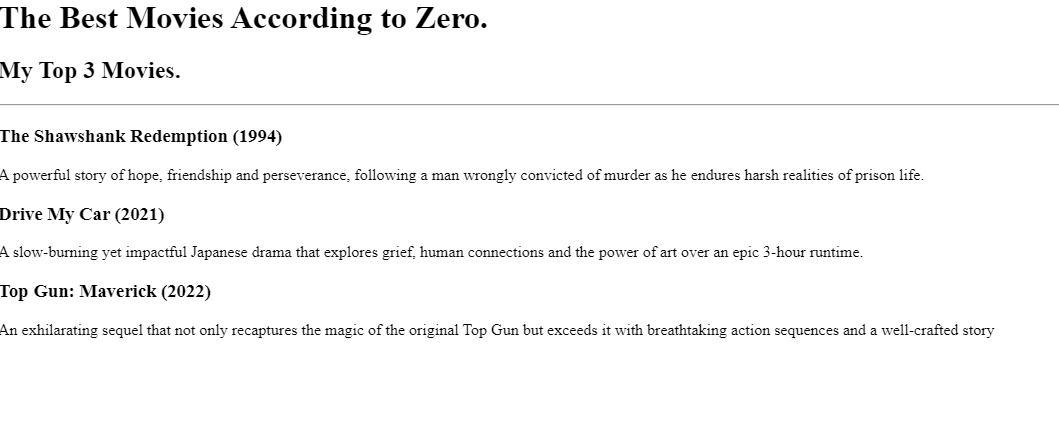 The Best Movies According to Zero.
My Top 3 Movies.
The Shawshank Redemption (1994)
A powerful story of hope, friendship and perseverance, following a man wrongly convicted of murder as he endures harsh realities of prison life.
Drive My Car (2021)
A slow-burning yet impactful Japanese drama that explores grief, human connections and the power of art over an epic 3-hour runtime.
Top Gun: Maverick (2022)
An exhilarating sequel that not only recaptures the magic of the original Top Gun but exceeds it with breathtaking action sequences and a well-crafted story